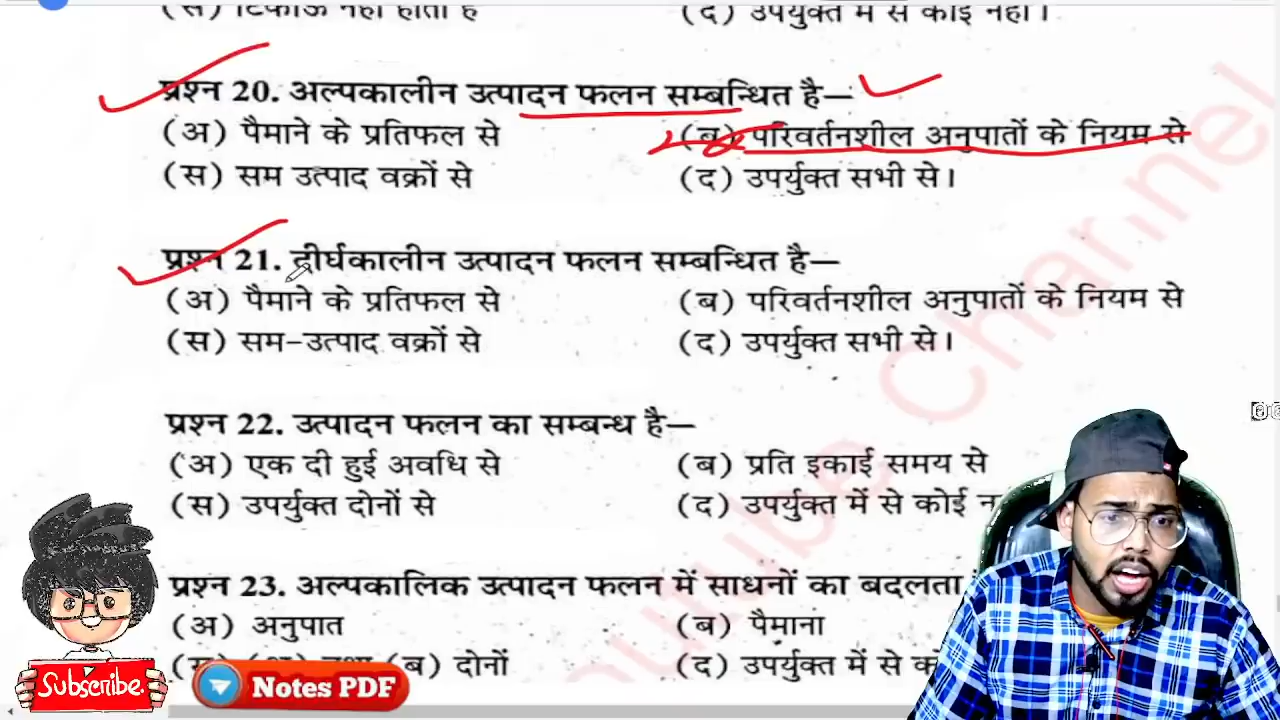 (स) टिकाऊ नहीं होता है (द) उपर्युक्त में से कोई नहीं।
प्रश्न 20. अल्पकालीन उत्पादन फलन सम्बन्धित है—
(अ) पैमाने के प्रतिफल से (ब) परिवर्तनशील अनुपातों के नियम से
(स) सम उत्पाद वक्रों से (द) उपर्युक्त सभी से।
प्रश्न 21. दीर्घकालीन उत्पादन फलन सम्बन्धित है—
(अ) पैमाने के प्रतिफल से (ब) परिवर्तनशील अनुपातों के नियम से
(स) सम-उत्पाद वक्रों से (द) उपर्युक्त सभी से।
प्रश्न 22. उत्पादन फलन का सम्बन्ध है—
(अ) एक दी हुई अवधि से (ब) प्रति इकाई समय से
(स) उपर्युक्त दोनों से (द) उपर्युक्त में से कोई
प्रश्न 23. अल्पकालिक उत्पादन फलन में साधनों का बदलता
(अ) अनुपात (ब) पैमाना
ब) दोनों (द) उपर्युक्त में से
Subscribe.
Notes PDF